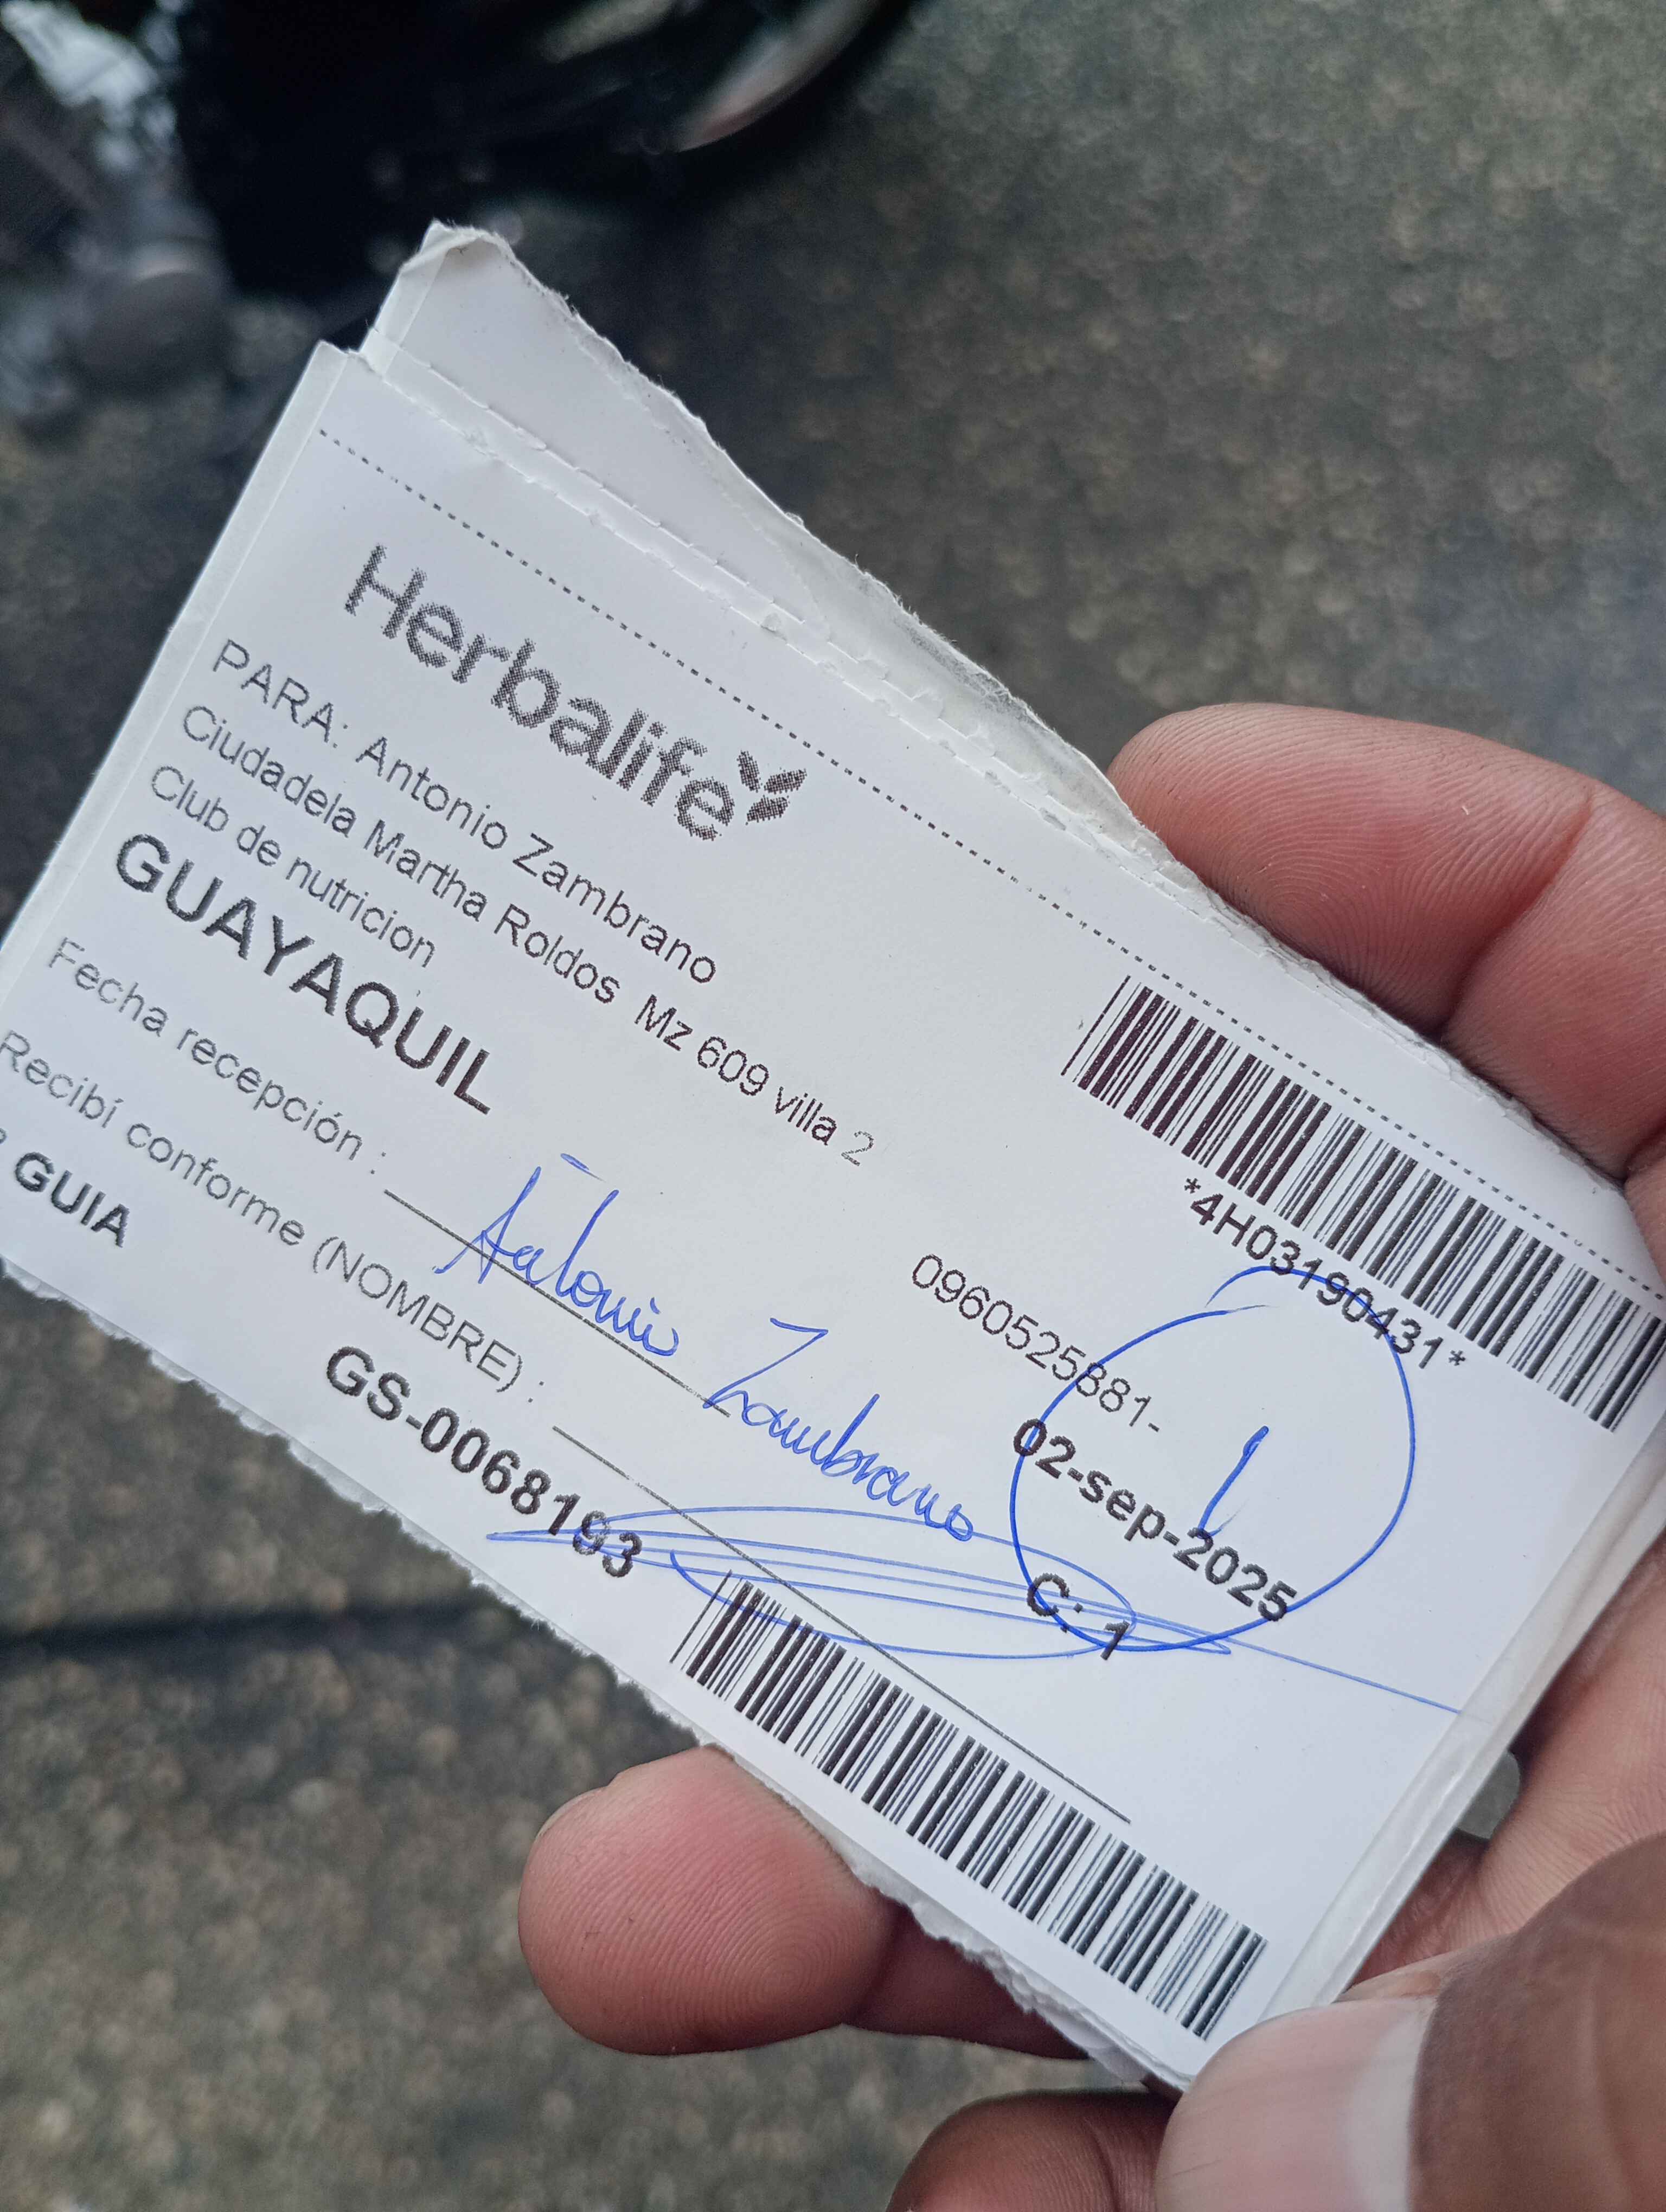 Herbalife
PARA: Antonio Zambrano
Ciudadela Martha Roldos Mz 609 villa 2
Club de nutricion
GUAYAQUIL
*4H03190431*
0960525881-
02-sep-2025
C: 1
1
Fecha recepción :
Antonio Zambrano
Recibí conforme (NOMBRE) :
GUIA
GS-0068193